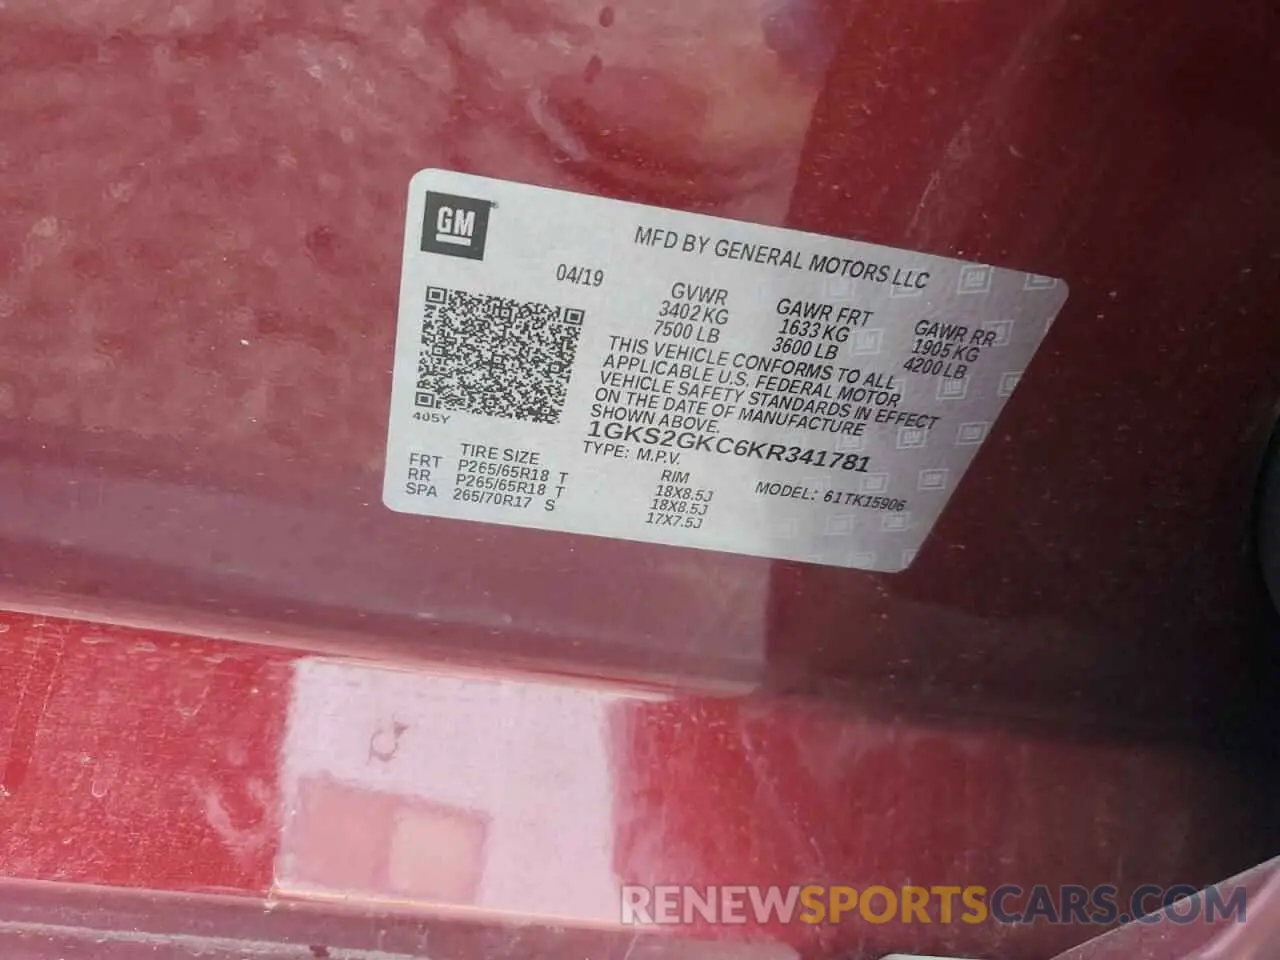 GM
MFD BY GENERAL MOTORS LLC
04/19
GVWR
3402 KG
7500 LB
GAWR FRT
1633 KG
3600 LB
GAWR RR
1905 KG
4200 LB
THIS VEHICLE CONFORMS TO ALL
APPLICABLE U.S. FEDERAL MOTOR
VEHICLE SAFETY STANDARDS IN EFFECT
ON THE DATE OF MANUFACTURE
SHOWN ABOVE.
405Y
1GKS2GKC6KR341781
TYPE: M.P.V.
MODEL: 61TK15906
TIRE SIZE
RIM
FRT P265/65R18 T 18X8.5J
RR P265/65R18 T 18X8.5J
SPA 265/70R17 S 17X7.5J
RENEWSPORTSCARS.COM